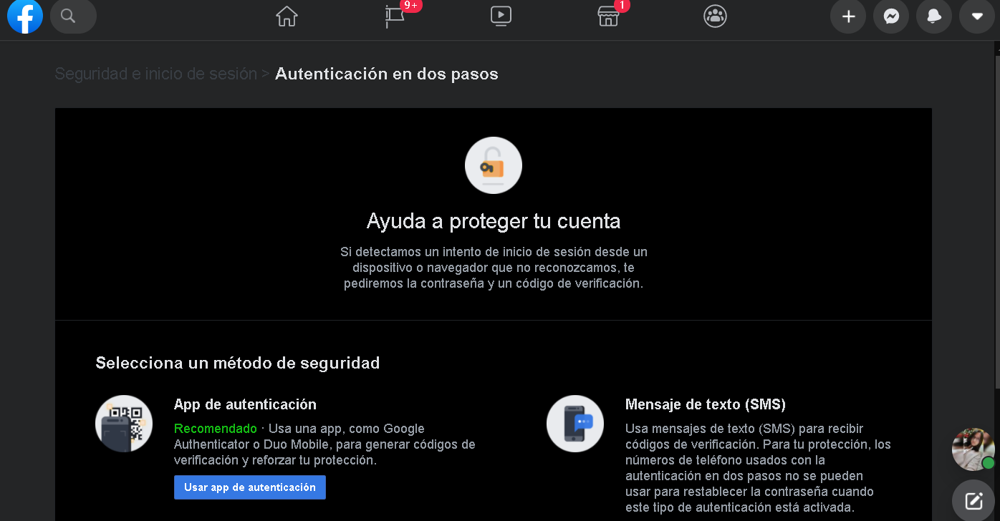 9+
1
Seguridad e inicio de sesión > Autenticación en dos pasos
Ayuda a proteger tu cuenta
Si detectamos un intento de inicio de sesión desde un
dispositivo o navegador que no reconozcamos, te
pediremos la contraseña y un código de verificación.
Selecciona un método de seguridad
App de autenticación
Recomendado · Usa una app, como Google
Authenticator o Duo Mobile, para generar códigos de
verificación y reforzar tu protección.
Usar app de autenticación
Mensaje de texto (SMS)
Usa mensajes de texto (SMS) para recibir
códigos de verificación. Para tu protección, los
números de teléfono usados con la
autenticación en dos pasos no se pueden
usar para restablecer la contraseña cuando
este tipo de autenticación está activada.